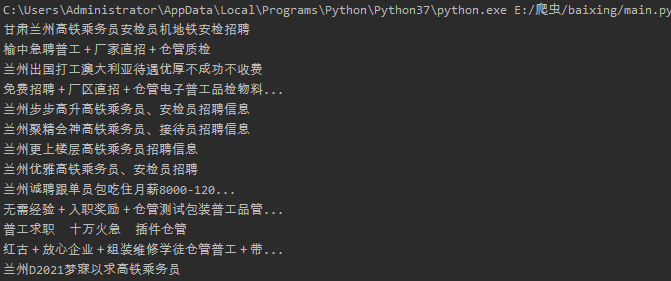 C:\Users\Administrator\AppData\Local\Programs\Python\Python37\python.exe E:/爬虫/baixing/main.py
甘肃兰州高铁乘务员安检员机地铁安检招聘
榆中急聘普工＋厂家直招＋仓管质检
兰州出国打工澳大利亚待遇优厚不成功不收费
免费招聘＋厂区直招＋仓管电子普工品检物料...
兰州步步高升高铁乘务员、安检员招聘信息
兰州聚精会神高铁乘务员、接待员招聘信息
兰州更上楼层高铁乘务员招聘信息
兰州优雅高铁乘务员、安检员招聘
兰州诚聘跟单员包吃住月薪8000-120...
无需经验＋入职奖励＋仓管测试包装普工品管...
普工求职　十万火急　插件仓管
红古＋放心企业＋组装维修学徒仓管普工＋带...
兰州D2021梦寐以求高铁乘务员